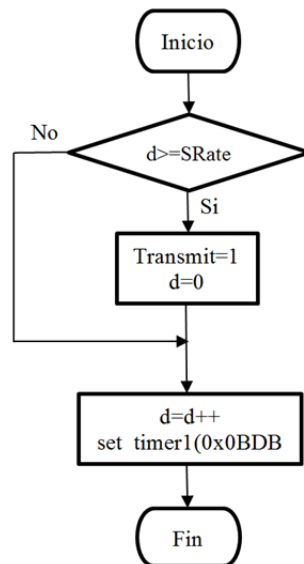 Inicio
No
d>=SRate
Si
Transmit=1
d=0
d=d++
set timer1(0x0BDB
Fin